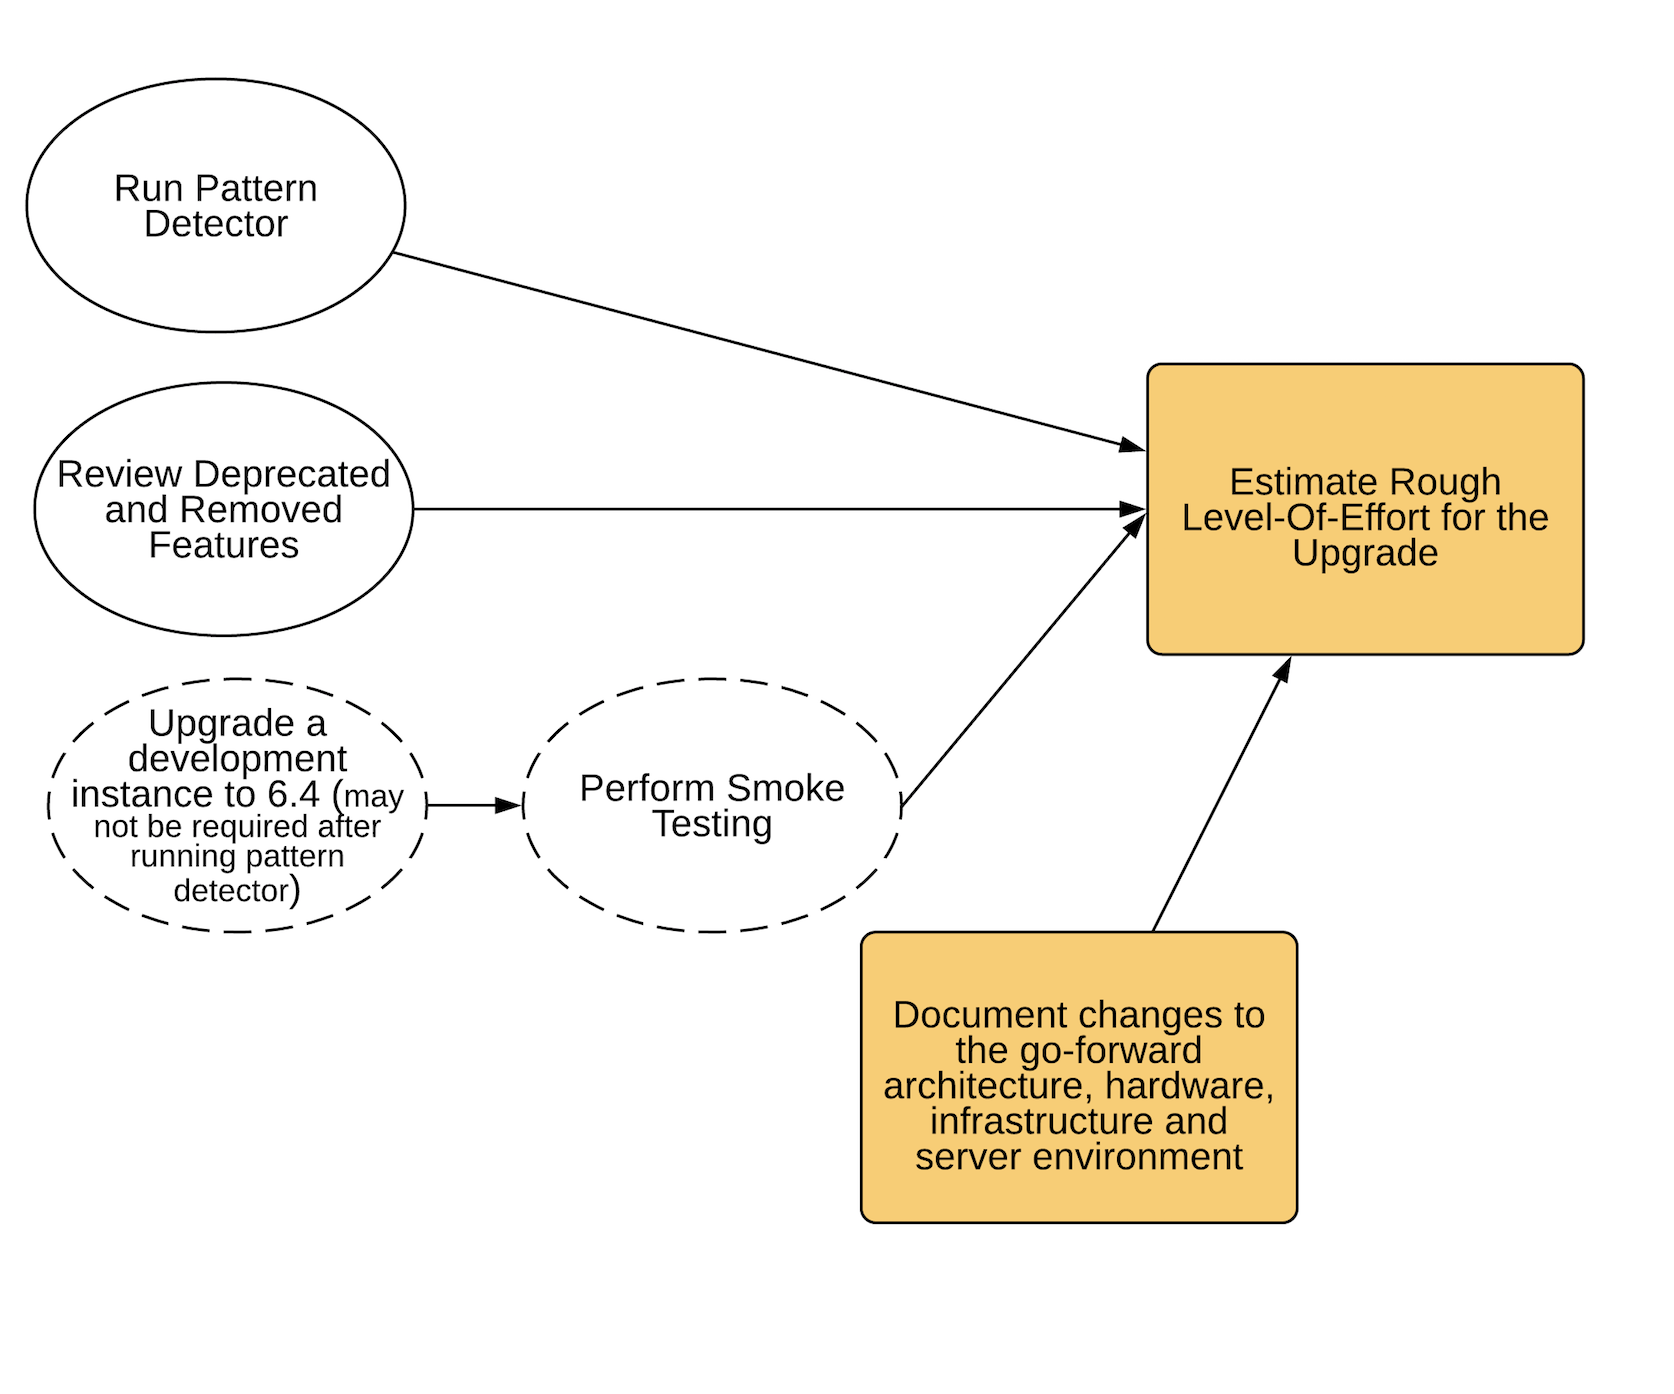 Run Pattern
Detector
Review Deprecated
and Removed
Features
Estimate Rough
Level-Of-Effort for the
Upgrade
Upgrade a
development
instance to 6.4 (may
not be required after
running pattern
detector)
Perform Smoke
Testing
Document changes to
the go-forward
architecture, hardware,
infrastructure and
server environment